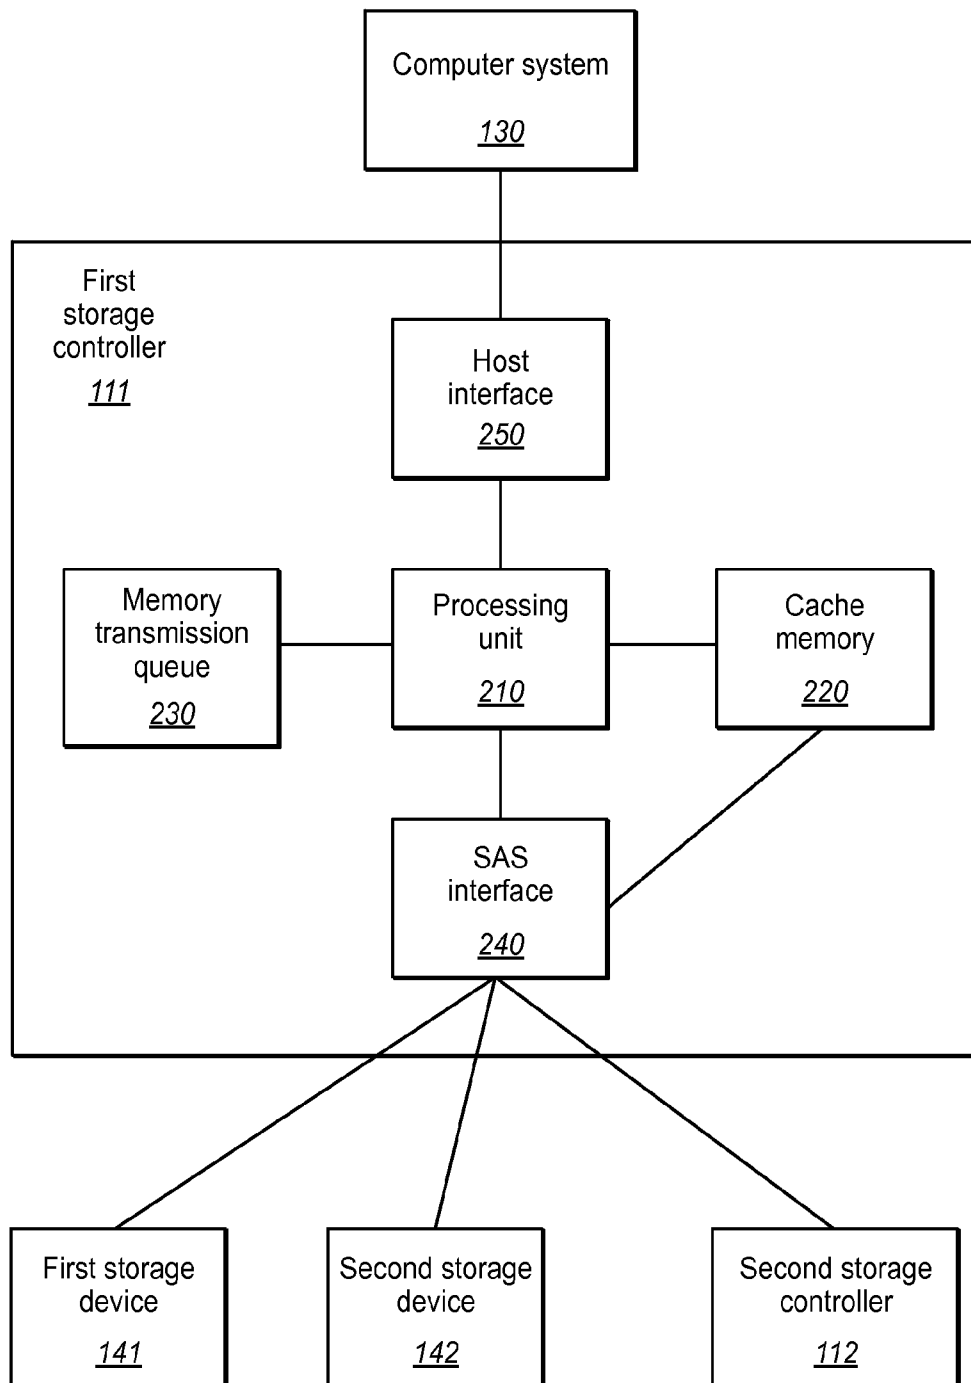 Computer system
130
First
storage
controller
111
Host
interface
250
Memory
transmission
queue
230
Processing
unit
210
Cache
memory
220
SAS
interface
240
First storage
device
141
Second storage
device
142
Second storage
controller
112